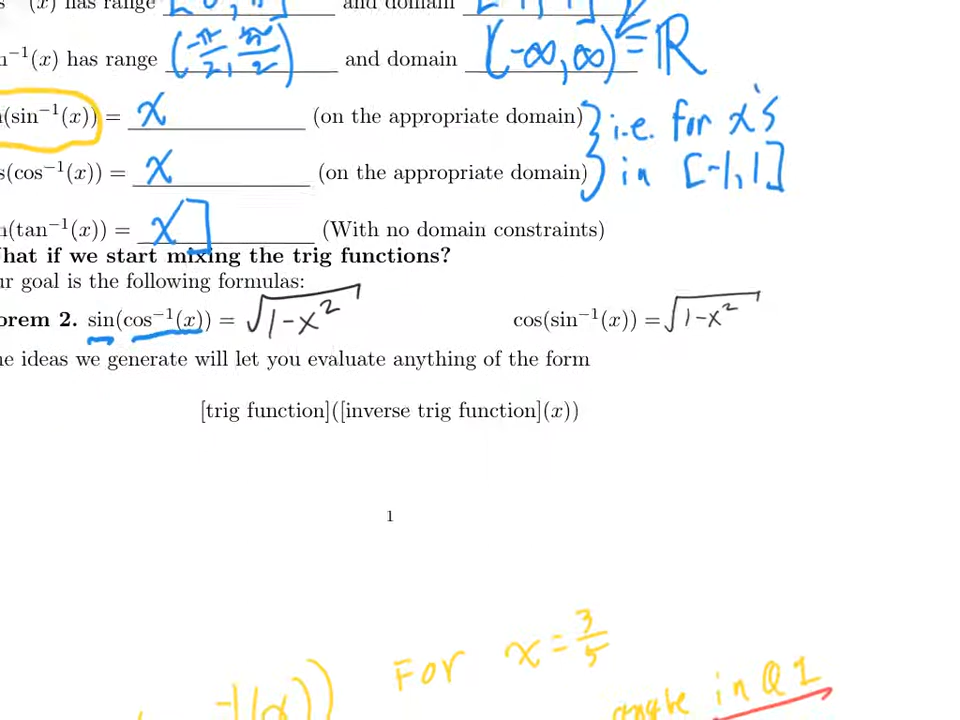 (x) has range [0, π] and domain
⁻¹(x) has range (-π/2, π/2) and domain (-∞, ∞) = ℝ
(sin⁻¹(x)) = x (on the appropriate domain) } i.e. for x's
(cos⁻¹(x)) = x (on the appropriate domain) } in [-1, 1]
(tan⁻¹(x)) = x ] (With no domain constraints)
hat if we start mixing the trig functions?
ur goal is the following formulas:
orem 2. sin(cos⁻¹(x)) = √(1-x²) cos(sin⁻¹(x)) = √(1-x²)
e ideas we generate will let you evaluate anything of the form
[trig function]([inverse trig function](x))
1
For x = 3/5
⁻¹(x))
angle in Q1